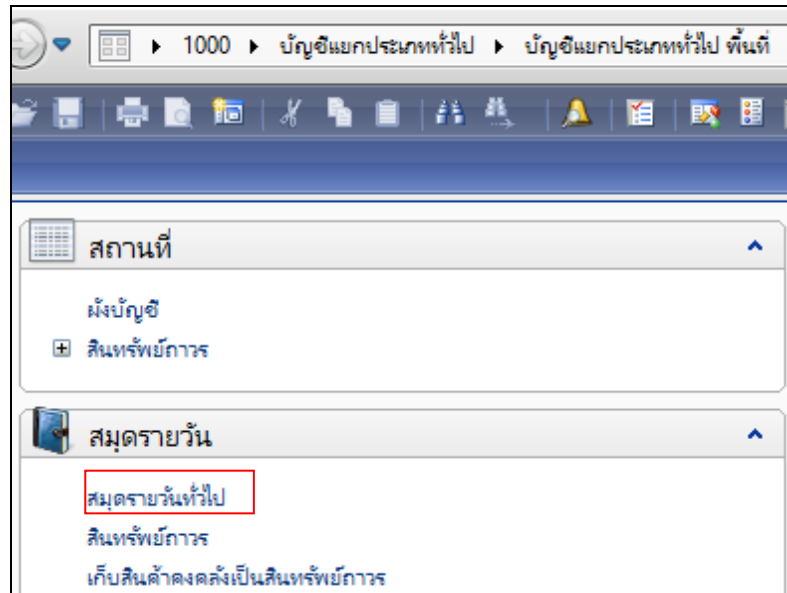 1000 ▸ บัญชีแยกประเภททั่วไป ▸ บัญชีแยกประเภททั่วไป พื้นที่
สถานที่
ผังบัญชี
สินทรัพย์ถาวร
สมุดรายวัน
สมุดรายวันทั่วไป
สินทรัพย์ถาวร
เก็บสินค้าคงคลังเป็นสินทรัพย์ถาวร